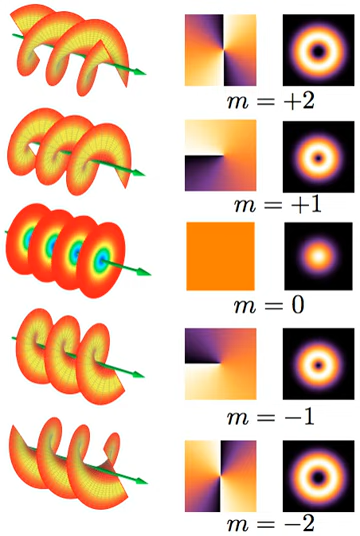 m = +2
m = +1
m = 0
m = −1
m = −2